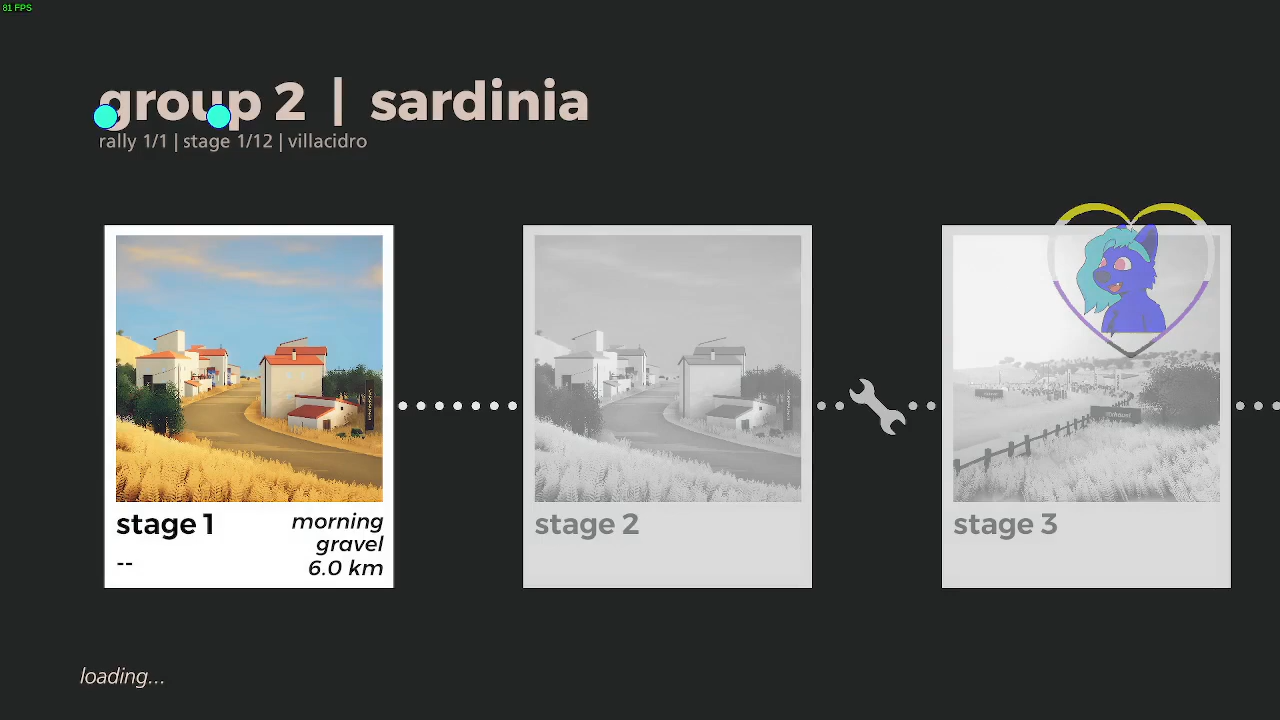 81 FPS
group 2 | sardinia
rally 1/1 | stage 1/12 | villacidro
stage 1
morning
gravel
--
6.0 km
stage 2
stage 3
loading...